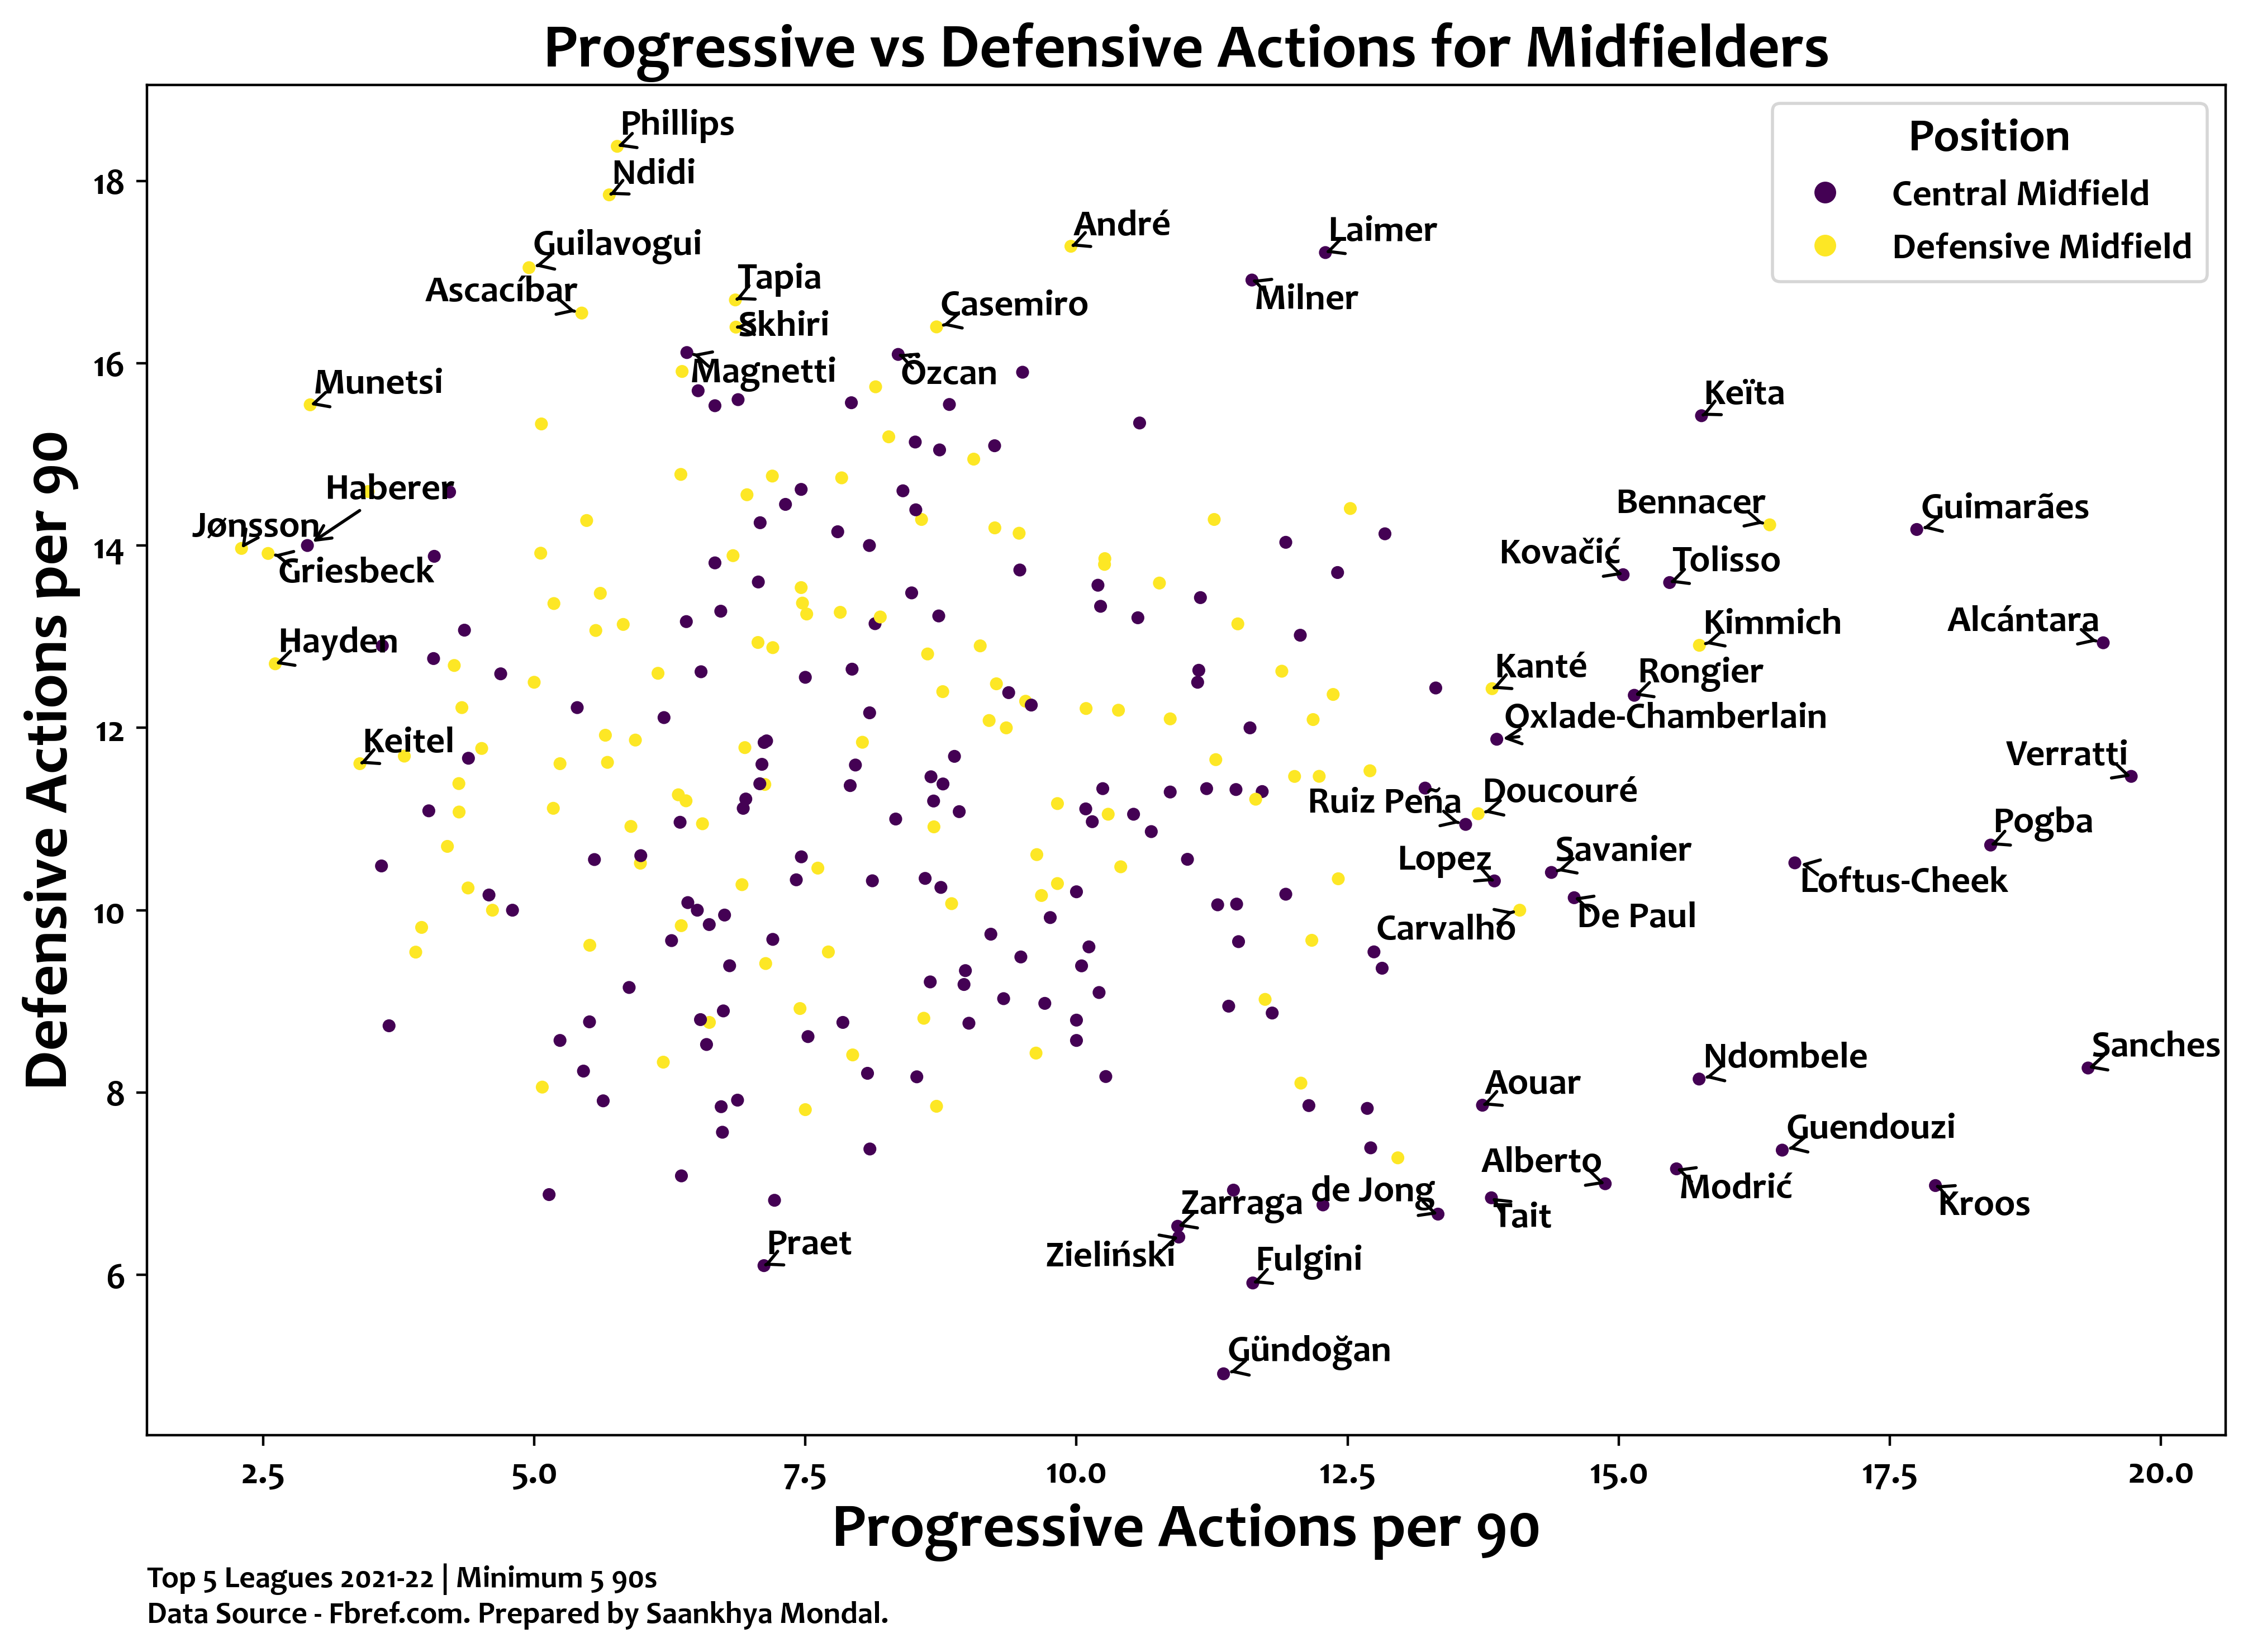 Progressive vs Defensive Actions for Midfielders
Position
Central Midfield
Defensive Midfield
Phillips
Ndidi
Guilavogui
André
Laimer
Ascacíbar
Tapia
Casemiro
Milner
Skhiri
Magnetti
Özcan
Munetsi
Keïta
Haberer
Bennacer
Guimarães
Jønsson
Griesbeck
Kovačić
Tolisso
Hayden
Kimmich
Alcántara
Kanté
Rongier
Oxlade-Chamberlain
Keitel
Verratti
Ruiz Peña
Doucouré
Pogba
Lopez
Savanier
Loftus-Cheek
Carvalho
De Paul
Sanches
Ndombele
Aouar
Guendouzi
Alberto
Modrić
Kroos
de Jong
Tait
Zarraga
Zieliński
Praet
Fulgini
Gündoğan
18
16
14
12
10
8
6
Defensive Actions per 90
2.5 5.0 7.5 10.0 12.5 15.0 17.5 20.0
Progressive Actions per 90
Top 5 Leagues 2021-22 | Minimum 5 90s
Data Source - Fbref.com. Prepared by Saankhya Mondal.